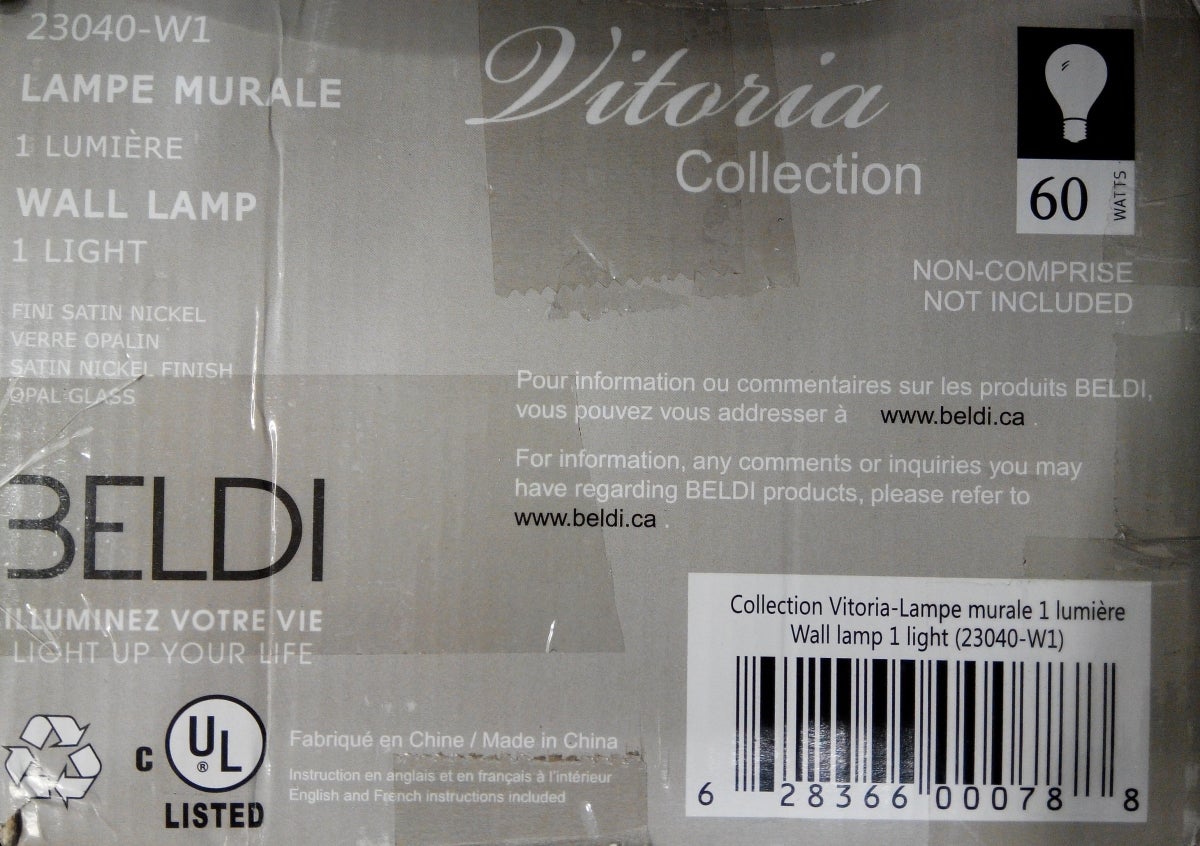 23040-W1
LAMPE MURALE
1 LUMIÈRE
WALL LAMP
1 LIGHT
FINI SATIN NICKEL
VERRE OPALIN
SATIN NICKEL FINISH
OPAL GLASS
Vitoria
Collection
60 WATTS
NON-COMPRISE
NOT INCLUDED
Pour information ou commentaires sur les produits BELDI,
vous pouvez vous addresser à www.beldi.ca .
For information, any comments or inquiries you may
have regarding BELDI products, please refer to
www.beldi.ca .
BELDI
ILLUMINEZ VOTRE VIE
LIGHT UP YOUR LIFE
C UL ® LISTED
Fabriqué en Chine / Made in China
Instruction en anglais et en français à l'intérieur
English and French instructions included
Collection Vitoria-Lampe murale 1 lumière
Wall lamp 1 light (23040-W1)
6 28366 00078 8